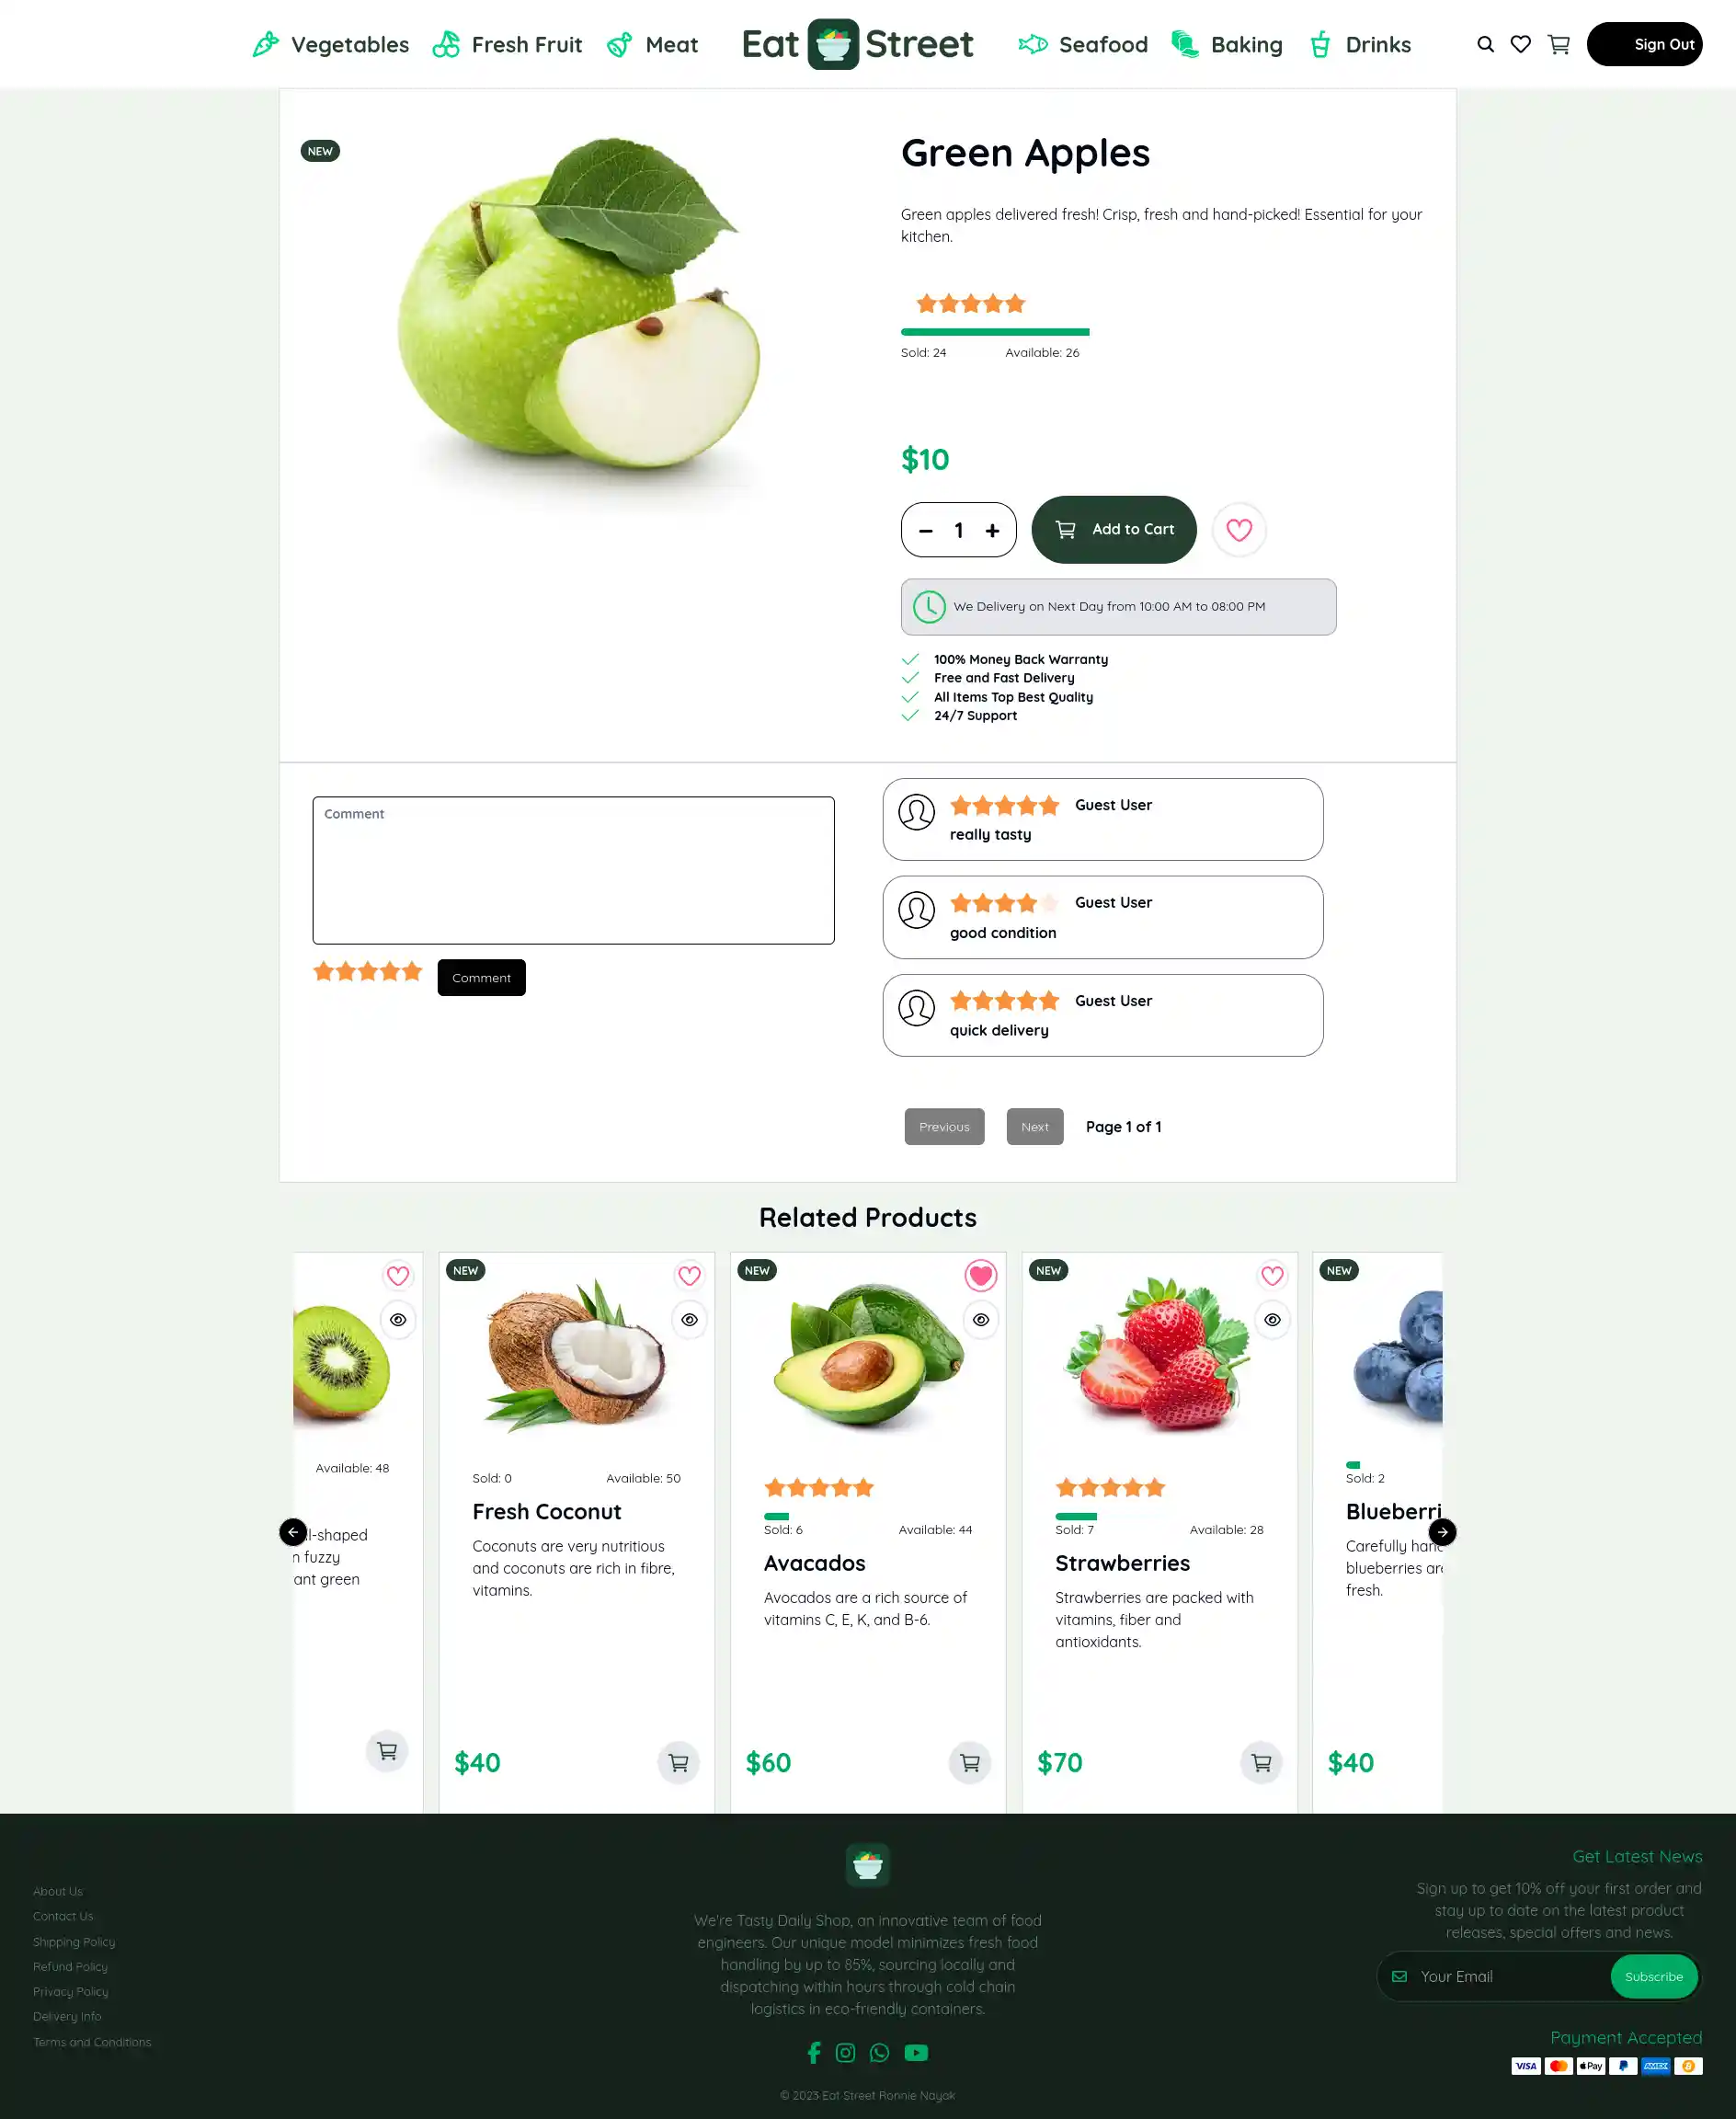 Vegetables
Fresh Fruit
Meat
Eat Street
Seafood
Baking
Drinks
Sign Out
NEW
Green Apples
Green apples delivered fresh! Crisp, fresh and hand-picked! Essential for your
kitchen.
Sold: 24
Available: 26
$10
1
Add to Cart
We Delivery on Next Day from 10:00 AM to 08:00 PM
100% Money Back Warranty
Free and Fast Delivery
All Items Top Best Quality
24/7 Support
Comment
Comment
Guest User
really tasty
Guest User
good condition
Guest User
quick delivery
Previous
Next
Page 1 of 1
Related Products
Available: 48
l-shaped
n fuzzy
ant green
NEW
Sold: 0
Available: 50
Fresh Coconut
Coconuts are very nutritious
and coconuts are rich in fibre,
vitamins.
$40
NEW
Sold: 6
Available: 44
Avacados
Avocados are a rich source of
vitamins C, E, K, and B-6.
$60
NEW
Sold: 7
Available: 28
Strawberries
Strawberries are packed with
vitamins, fiber and
antioxidants.
$70
NEW
Sold: 2
Blueberri
Carefully hand
blueberries are
fresh.
$40
About Us
Contact Us
Shipping Policy
Refund Policy
Privacy Policy
Delivery Info
Terms and Conditions
We're Tasty Daily Shop, an innovative team of food
engineers. Our unique model minimizes fresh food
handling by up to 85%, sourcing locally and
dispatching within hours through cold chain
logistics in eco-friendly containers.
© 2023 Eat Street Ronnie Nayak
Get Latest News
Sign up to get 10% off your first order and
stay up to date on the latest product
releases, special offers and news.
Your Email
Subscribe
Payment Accepted
VISA
Pay
AMEX